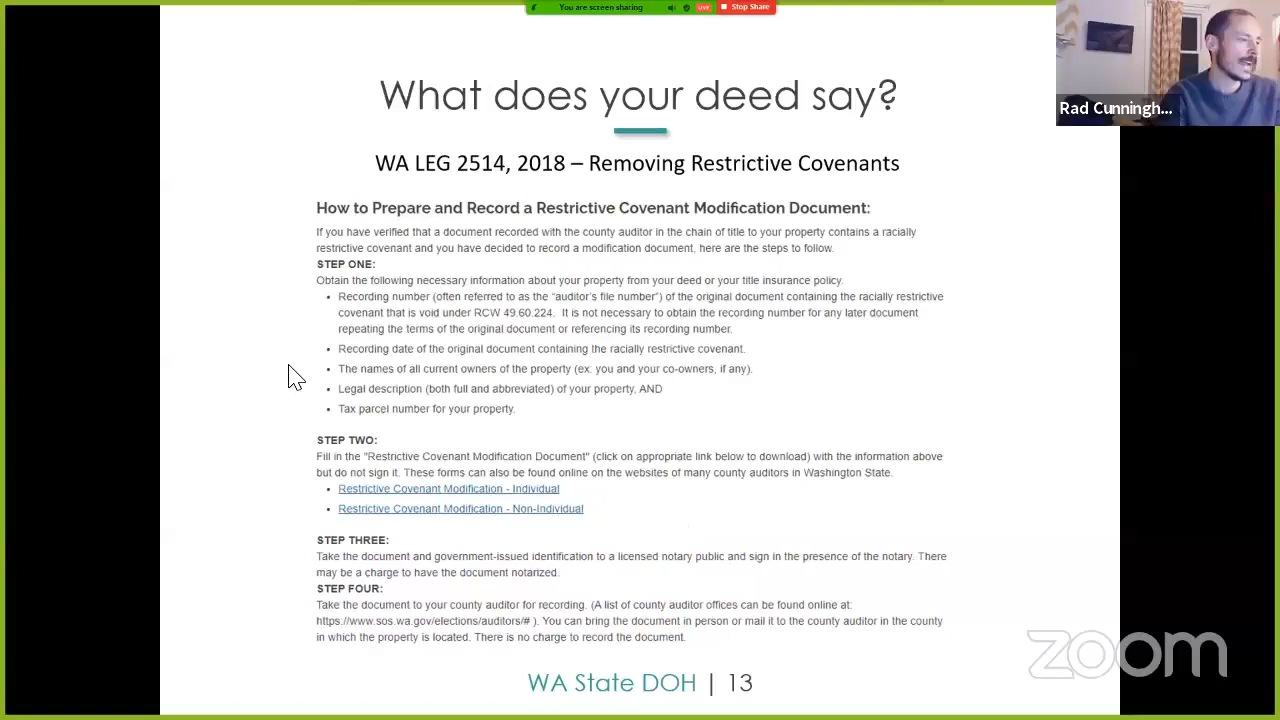 You are screen sharing LIVE Stop Share
Rad Cunningh...
What does your deed say?
WA LEG 2514, 2018 – Removing Restrictive Covenants
How to Prepare and Record a Restrictive Covenant Modification Document:
If you have verified that a document recorded with the county auditor in the chain of title to your property contains a racially
restrictive covenant and you have decided to record a modification document, here are the steps to follow.
STEP ONE:
Obtain the following necessary information about your property from your deed or your title insurance policy.
• Recording number (often referred to as the “auditor’s file number”) of the original document containing the racially restrictive
covenant that is void under RCW 49.60.224.  It is not necessary to obtain the recording number for any later document
repeating the terms of the original document or referencing its recording number.
• Recording date of the original document containing the racially restrictive covenant.
• The names of all current owners of the property (ex: you and your co-owners, if any).
• Legal description (both full and abbreviated) of your property, AND
• Tax parcel number for your property.
STEP TWO:
Fill in the "Restrictive Covenant Modification Document" (click on appropriate link below to download) with the information above
but do not sign it. These forms can also be found online on the websites of many county auditors in Washington State.
• Restrictive Covenant Modification - Individual
• Restrictive Covenant Modification - Non-Individual
STEP THREE:
Take the document and government-issued identification to a licensed notary public and sign in the presence of the notary. There
may be a charge to have the document notarized.
STEP FOUR:
Take the document to your county auditor for recording. (A list of county auditor offices can be found online at:
https://www.sos.wa.gov/elections/auditors/# ). You can bring the document in person or mail it to the county auditor in the county
in which the property is located. There is no charge to record the document.
zoom
WA State DOH | 13